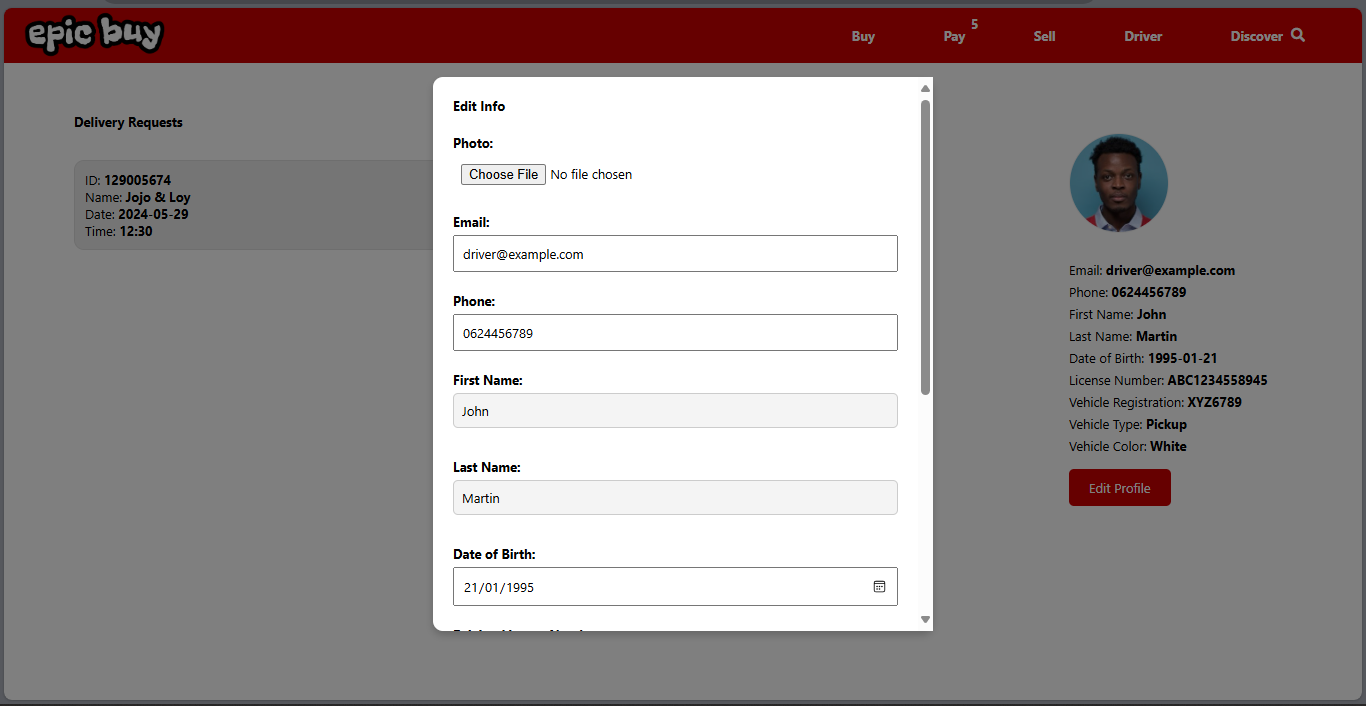 epic buy
Buy
Pay 5
Sell
Driver
Discover
Delivery Requests
ID: 129005674
Name: Jojo & Loy
Date: 2024-05-29
Time: 12:30
Edit Info
Photo:
Choose File No file chosen
Email:
driver@example.com
Phone:
0624456789
First Name:
John
Last Name:
Martin
Date of Birth:
21/01/1995
Email: driver@example.com
Phone: 0624456789
First Name: John
Last Name: Martin
Date of Birth: 1995-01-21
License Number: ABC1234558945
Vehicle Registration: XYZ6789
Vehicle Type: Pickup
Vehicle Color: White
Edit Profile